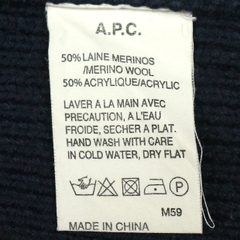 A.P.C.
50% LAINE MERINOS
/MERINO WOOL
50% ACRYLIQUE/ACRYLIC
LAVER A LA MAIN AVEC
PRECAUTION, A L'EAU
FROIDE, SECHER A PLAT.
HAND WASH WITH CARE
IN COLD WATER, DRY FLAT
M59
MADE IN CHINA